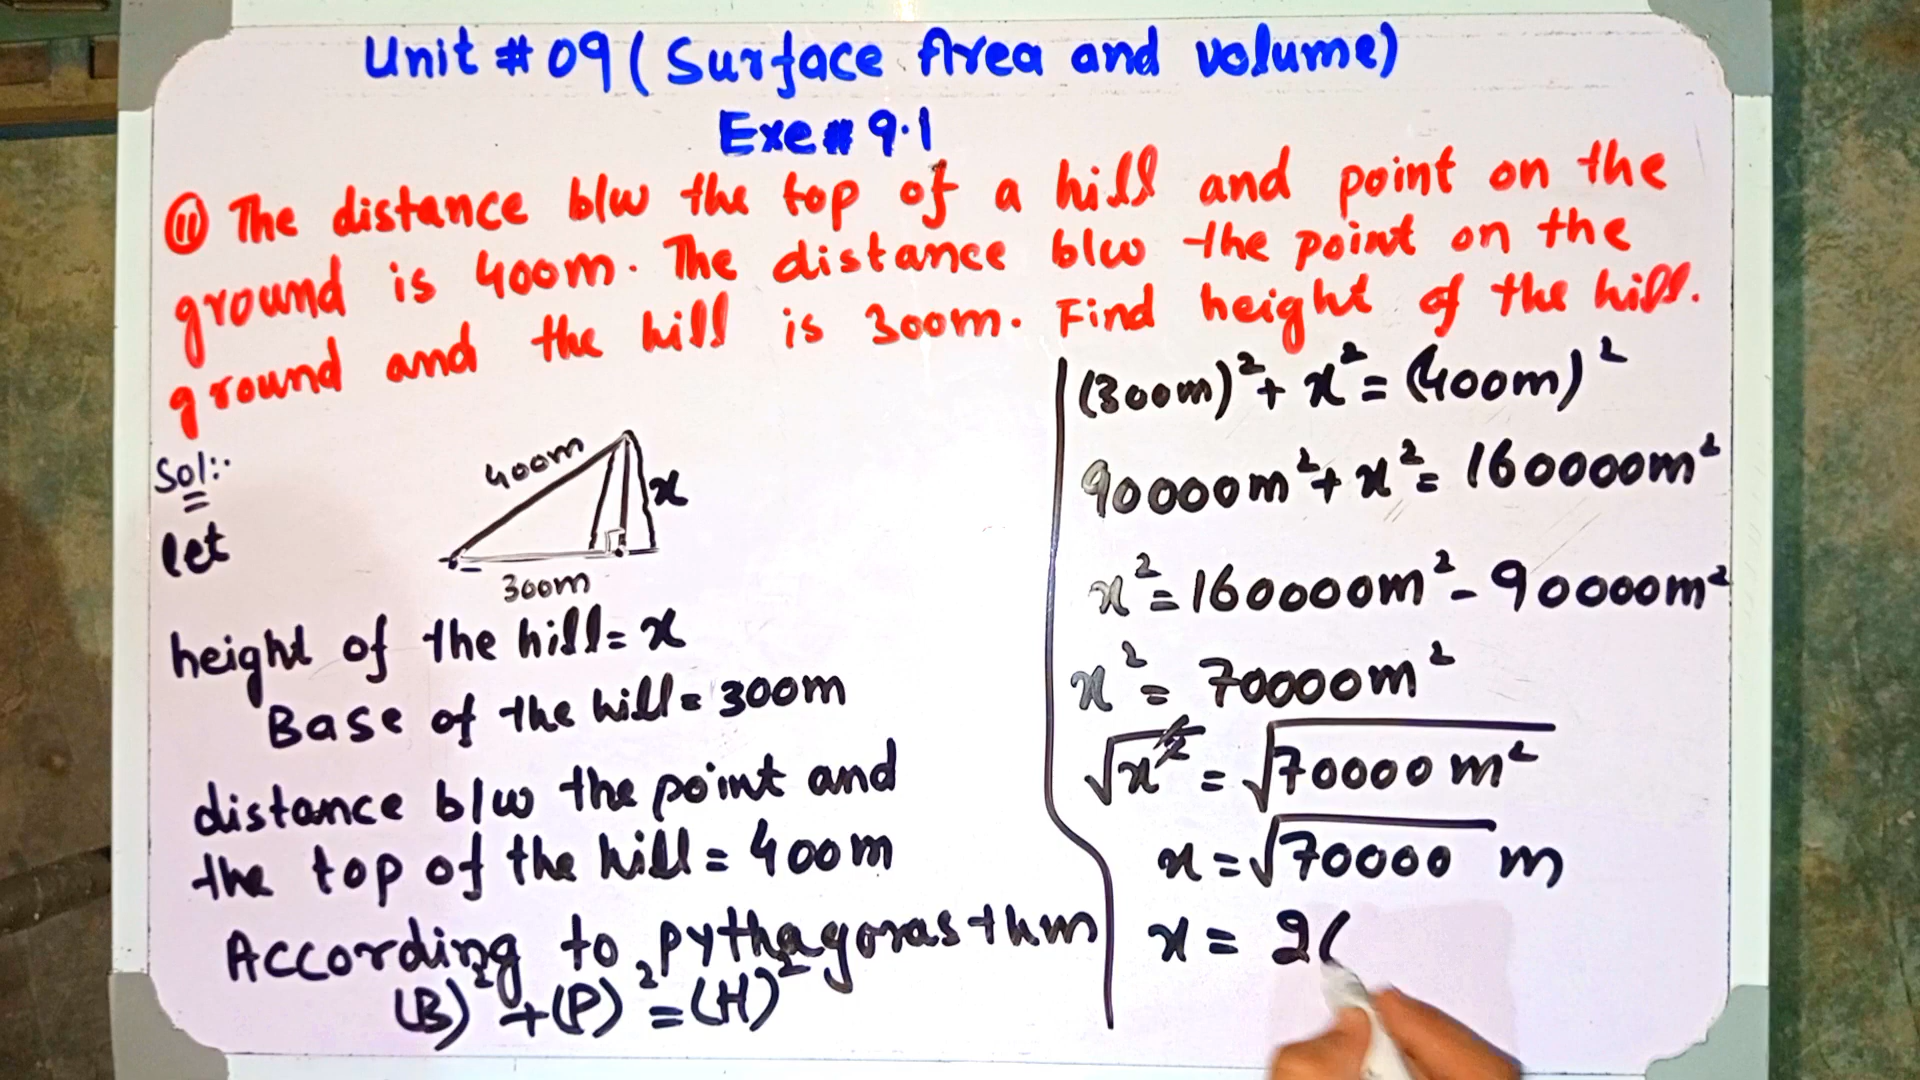 Unit # 09 ( Surface Area and volume)
Exe # 9.1
⑪ The distance b/w the top of a hill and point on the
ground is 400m. The distance b/w the point on the
ground and the hill is 300m. Find height of the hill.
Sol:-
let
400m
x
300m
height of the hill = x
Base of the hill = 300m
distance b/w the point and
the top of the hill = 400m
According to pythagoras thm
(B)² + (P)² = (H)²
(300m)² + x² = (400m)²
90000m² + x² = 160000m²
x² = 160000m² - 90000m²
x² = 70000m²
√x² = √70000 m²
x = √70000 m
x = 2(